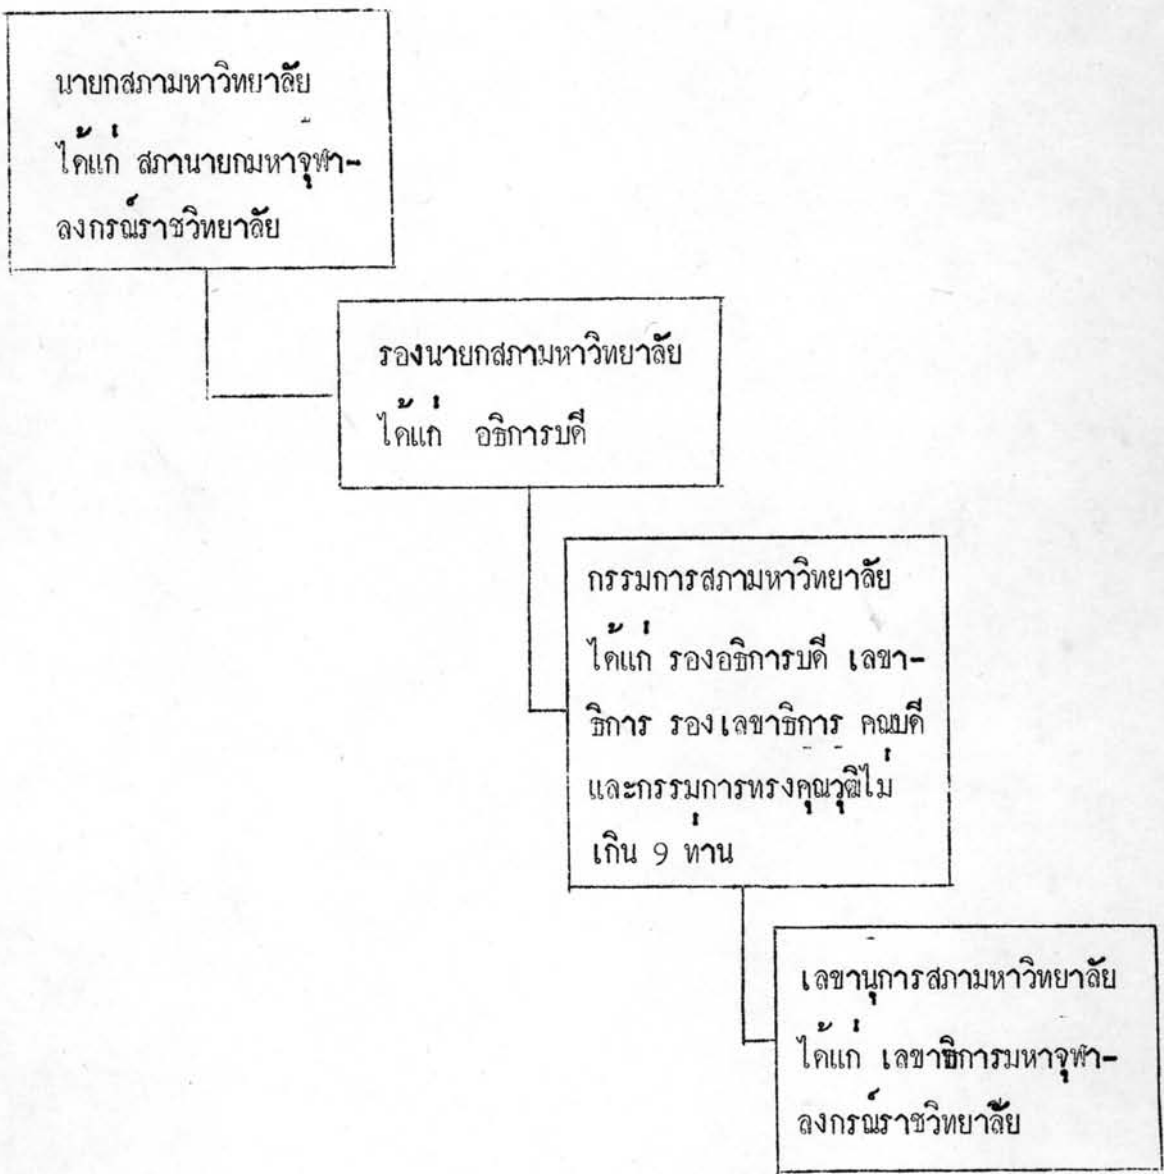 นายกสภามหาวิทยาลัย
ได้แก่ สภานายกมหาจุฬา-
ลงกรณ์ราชวิทยาลัย
รองนายกสภามหาวิทยาลัย
ได้แก่ อธิการบดี
กรรมการสภามหาวิทยาลัย
ได้แก่ รองอธิการบดี เลขา-
ธิการ รองเลขาธิการ คณบดี
และกรรมการทรงคุณวุฒิไม่
เกิน 9 ท่าน
เลขานุการสภามหาวิทยาลัย
ได้แก่ เลขาธิการมหาจุฬา-
ลงกรณ์ราชวิทยาลัย